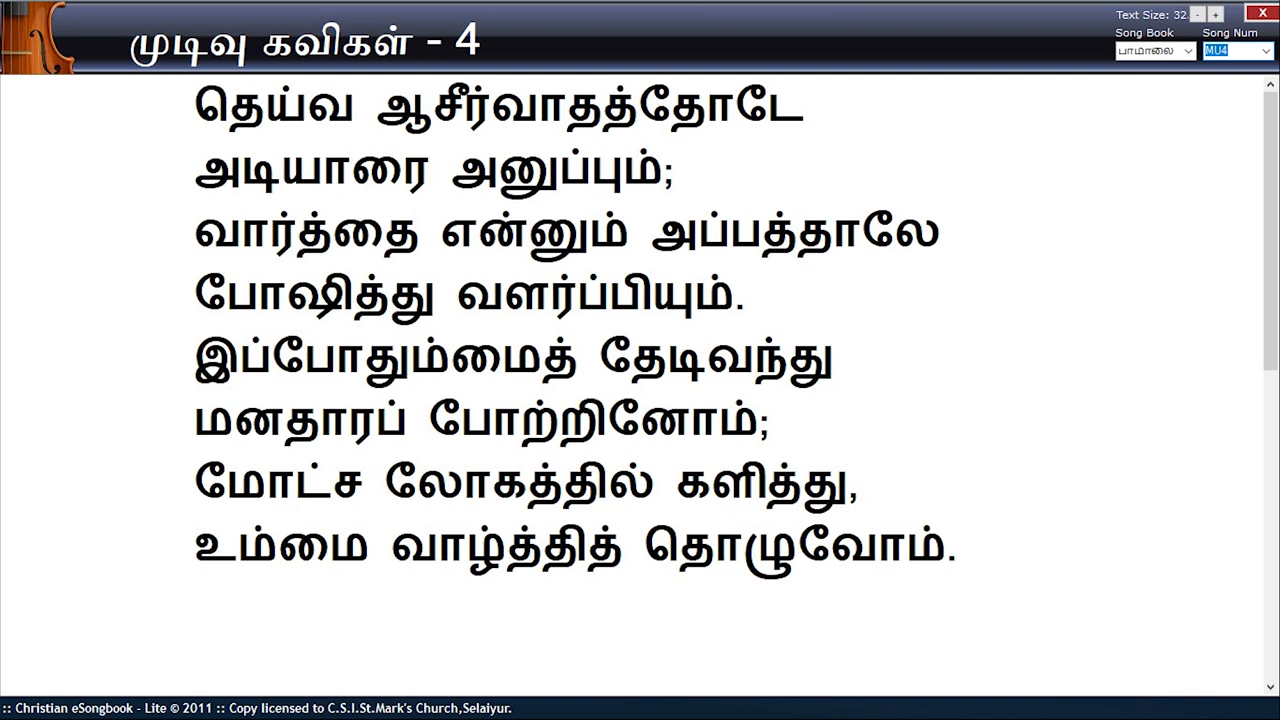 முடிவு கவிகள் - 4
Text Size: 32
- +
X
Song Book
Song Num
பாமாலை
MU4
தெய்வ ஆசீர்வாதத்தோடே
அடியாரை அனுப்பும்;
வார்த்தை என்னும் அப்பத்தாலே
போஷித்து வளர்ப்பியும்.
இப்போதும்மைத் தேடிவந்து
மனதாரப் போற்றினோம்;
மோட்ச லோகத்தில் களித்து,
உம்மை வாழ்த்தித் தொழுவோம்.
:: Christian eSongbook - Lite © 2011 :: Copy licensed to C.S.I.St.Mark's Church,Selaiyur.